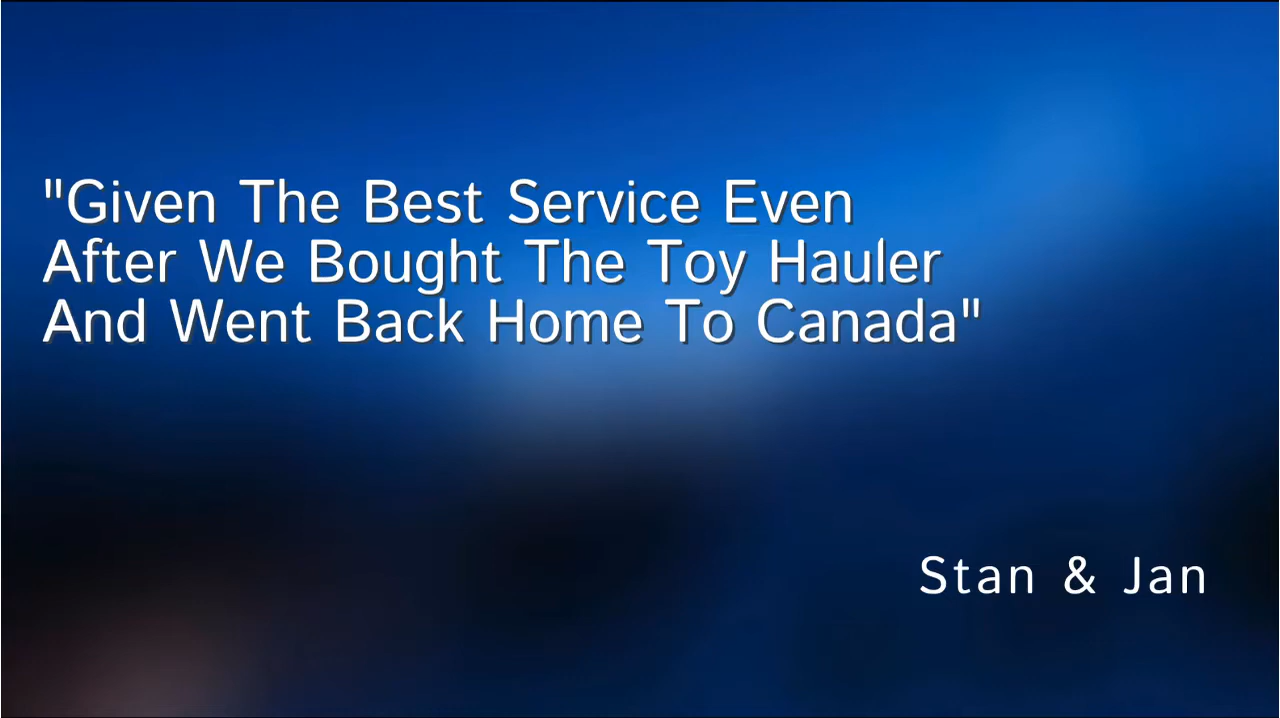 "Given The Best Service Even
After We Bought The Toy Hauler
And Went Back Home To Canada"
Stan & Jan